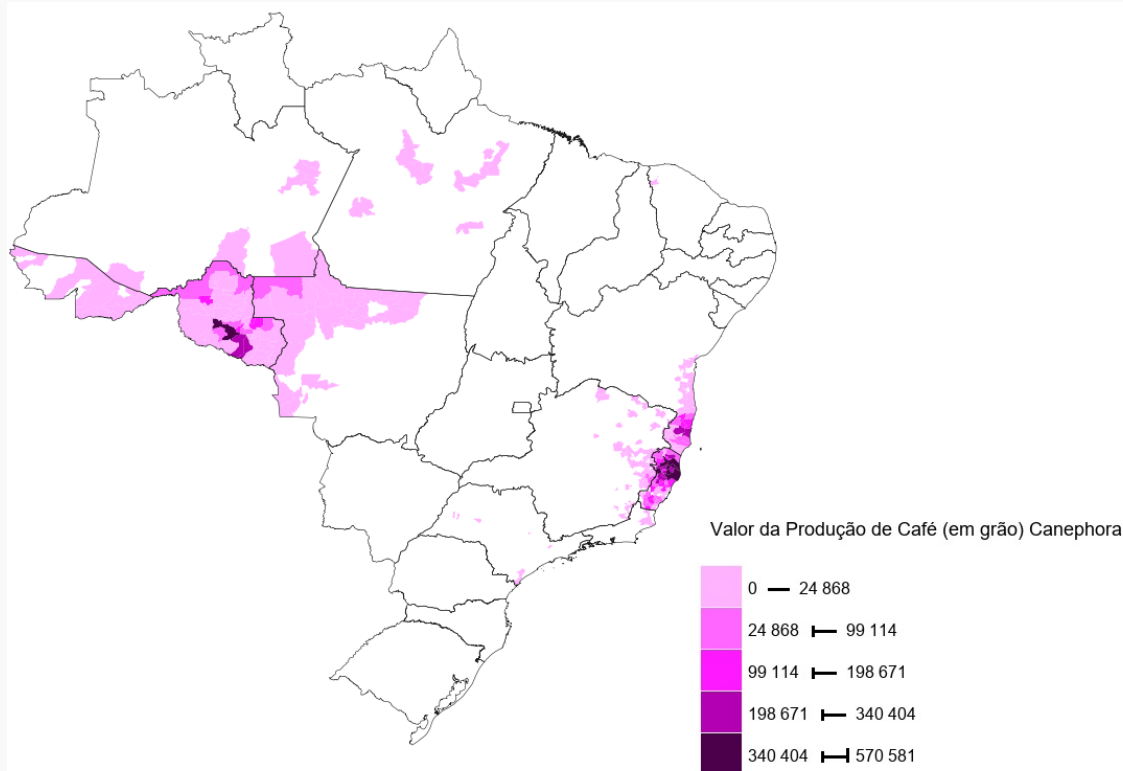 Valor da Produção de Café (em grão) Canephora
0 — 24 868
24 868 ⊢ 99 114
99 114 ⊢ 198 671
198 671 ⊢ 340 404
340 404 ⊢⊣ 570 581